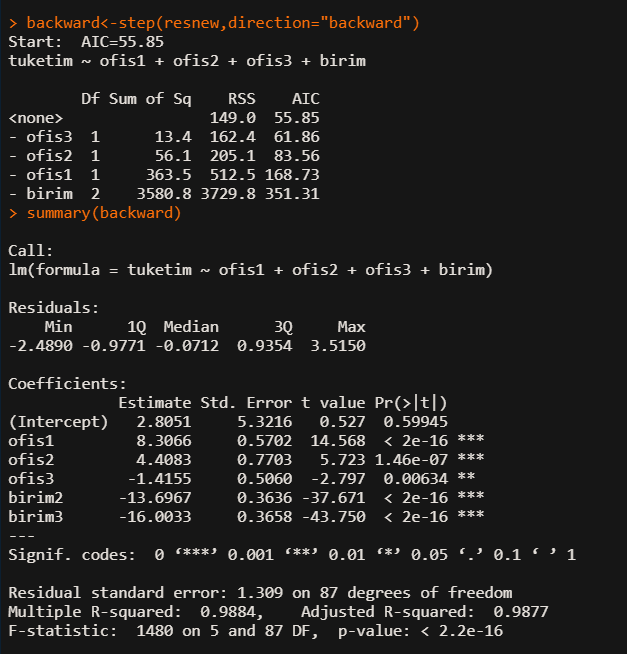 > backward<-step(resnew,direction="backward")
Start:  AIC=55.85
tuketim ~ ofis1 + ofis2 + ofis3 + birim

        Df Sum of Sq    RSS    AIC
<none>               149.0  55.85
- ofis3  1      13.4  162.4  61.86
- ofis2  1      56.1  205.1  83.56
- ofis1  1     363.5  512.5 168.73
- birim  2    3580.8 3729.8 351.31
> summary(backward)

Call:
lm(formula = tuketim ~ ofis1 + ofis2 + ofis3 + birim)

Residuals:
    Min      1Q  Median      3Q     Max
-2.4890 -0.9771 -0.0712  0.9354  3.5150

Coefficients:
            Estimate Std. Error t value Pr(>|t|)
(Intercept)   2.8051     5.3216   0.527  0.59945
ofis1         8.3066     0.5702  14.568  < 2e-16 ***
ofis2         4.4083     0.7703   5.723 1.46e-07 ***
ofis3        -1.4155     0.5060  -2.797  0.00634 **
birim2      -13.6967     0.3636 -37.671  < 2e-16 ***
birim3      -16.0033     0.3658 -43.750  < 2e-16 ***
---
Signif. codes:  0 ‘***’ 0.001 ‘**’ 0.01 ‘*’ 0.05 ‘.’ 0.1 ‘ ’ 1

Residual standard error: 1.309 on 87 degrees of freedom
Multiple R-squared:  0.9884,    Adjusted R-squared:  0.9877
F-statistic:  1480 on 5 and 87 DF,  p-value: < 2.2e-16